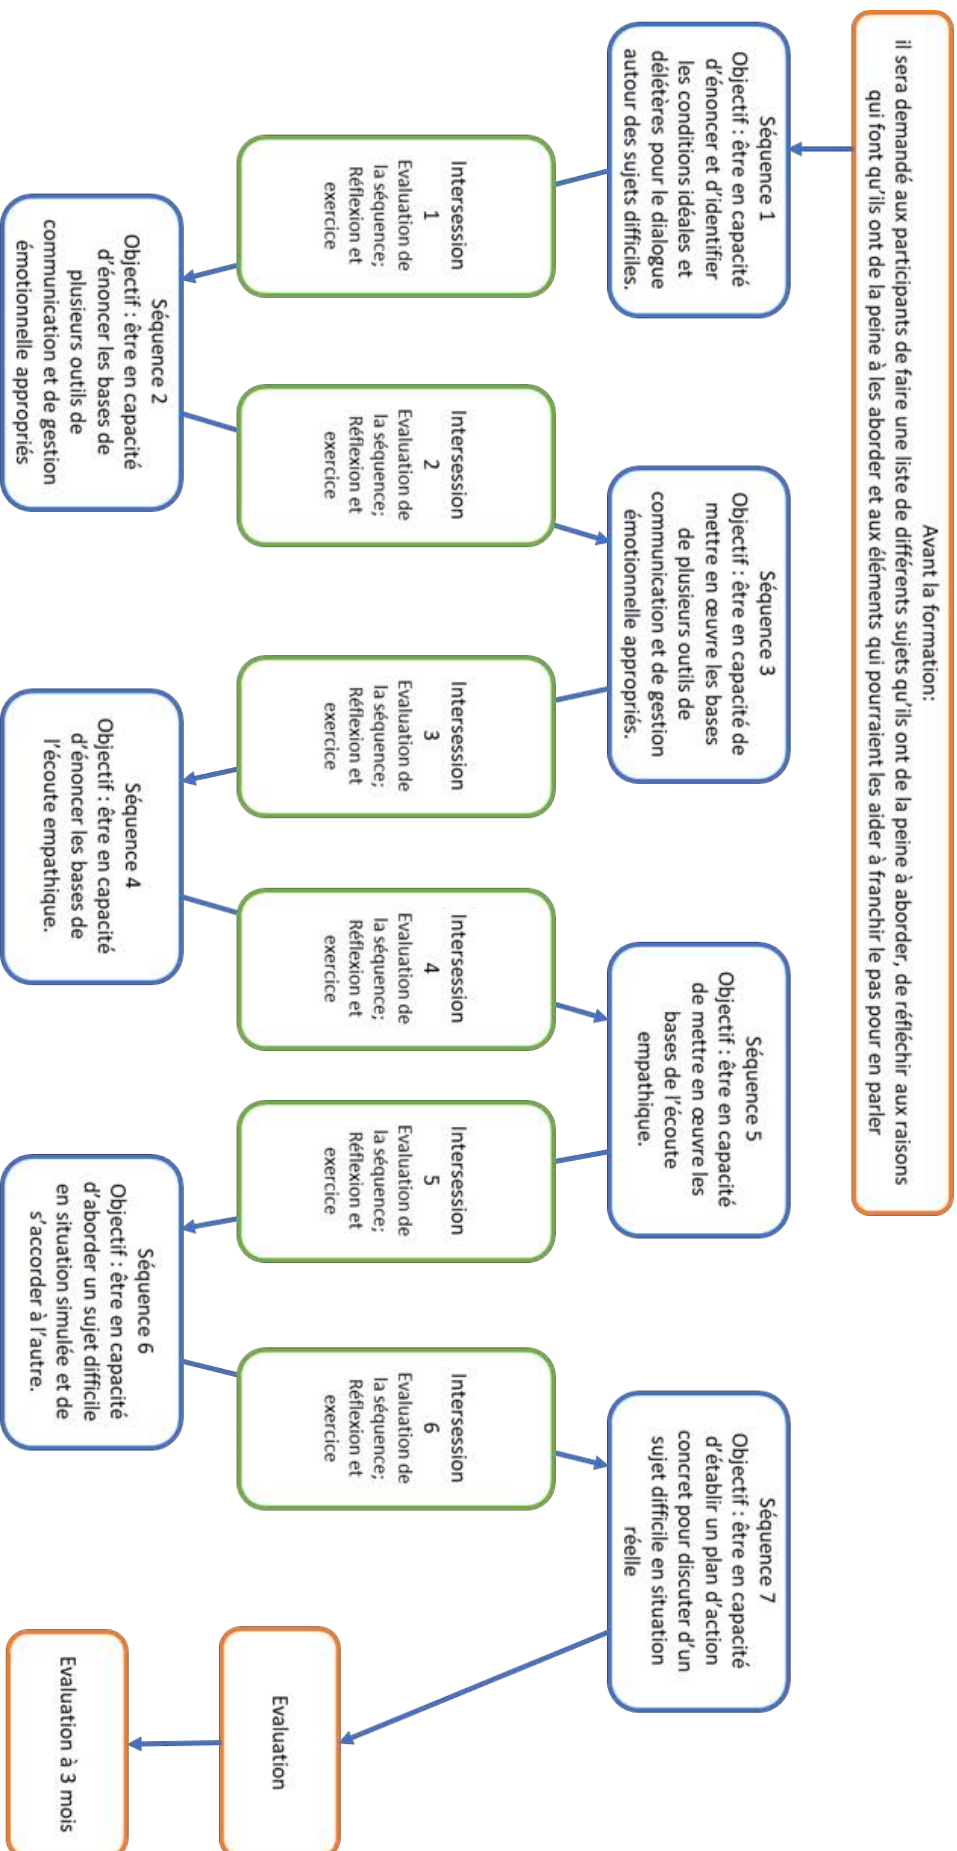 Avant la formation:
il sera demandé aux participants de faire une liste de différents sujets qu'ils ont de la peine à aborder, de réfléchir aux raisons
qui font qu'ils ont de la peine à les aborder et aux éléments qui pourraient les aider à franchir le pas pour en parler
Séquence 1
Objectif : être en capacité
d'énoncer et d'identifier
les conditions idéales et
délétères pour le dialogue
autour des sujets difficiles.
Intersession
1
Evaluation de
la séquence;
Réflexion et
exercice
Séquence 2
Objectif : être en capacité
d'énoncer les bases de
plusieurs outils de
communication et de gestion
émotionnelle appropriés
Intersession
2
Evaluation de
la séquence;
Réflexion et
exercice
Séquence 3
Objectif : être en capacité de
mettre en œuvre les bases
de plusieurs outils de
communication et de gestion
émotionnelle appropriés.
Intersession
3
Evaluation de
la séquence;
Réflexion et
exercice
Séquence 4
Objectif : être en capacité
d'énoncer les bases de
l'écoute empathique.
Intersession
4
Evaluation de
la séquence;
Réflexion et
exercice
Séquence 5
Objectif : être en capacité
de mettre en œuvre les
bases de l'écoute
empathique.
Intersession
5
Evaluation de
la séquence;
Réflexion et
exercice
Séquence 6
Objectif : être en capacité
d'aborder un sujet difficile
en situation simulée et de
s'accorder à l'autre.
Intersession
6
Evaluation de
la séquence;
Réflexion et
exercice
Séquence 7
Objectif : être en capacité
d'établir un plan d'action
concret pour discuter d'un
sujet difficile en situation
réelle
Evaluation
Evaluation à 3 mois